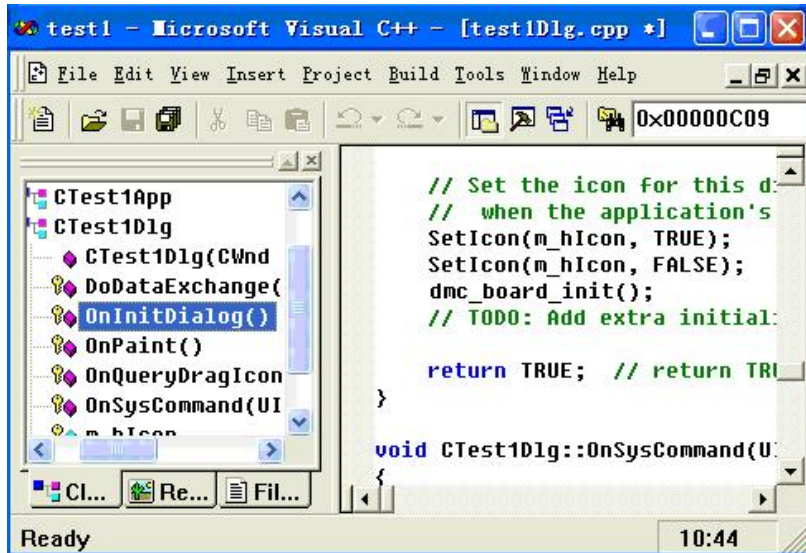 test1 - Microsoft Visual C++ - [test1Dlg.cpp *]
File Edit View Insert Project Build Tools Window Help
0x00000C09
CTest1App
CTest1Dlg
CTest1Dlg(CWnd
DoDataExchange(
OnInitDialog()
OnPaint()
OnQueryDragIcon
OnSysCommand(UI
m_hIcon
Cl... Re... Fil...
// Set the icon for this d
//  when the application's
SetIcon(m_hIcon, TRUE);
SetIcon(m_hIcon, FALSE);
dmc_board_init();
// TODO: Add extra initial
return TRUE;  // return TRU
}
void CTest1Dlg::OnSysCommand(U
{
Ready
10:44